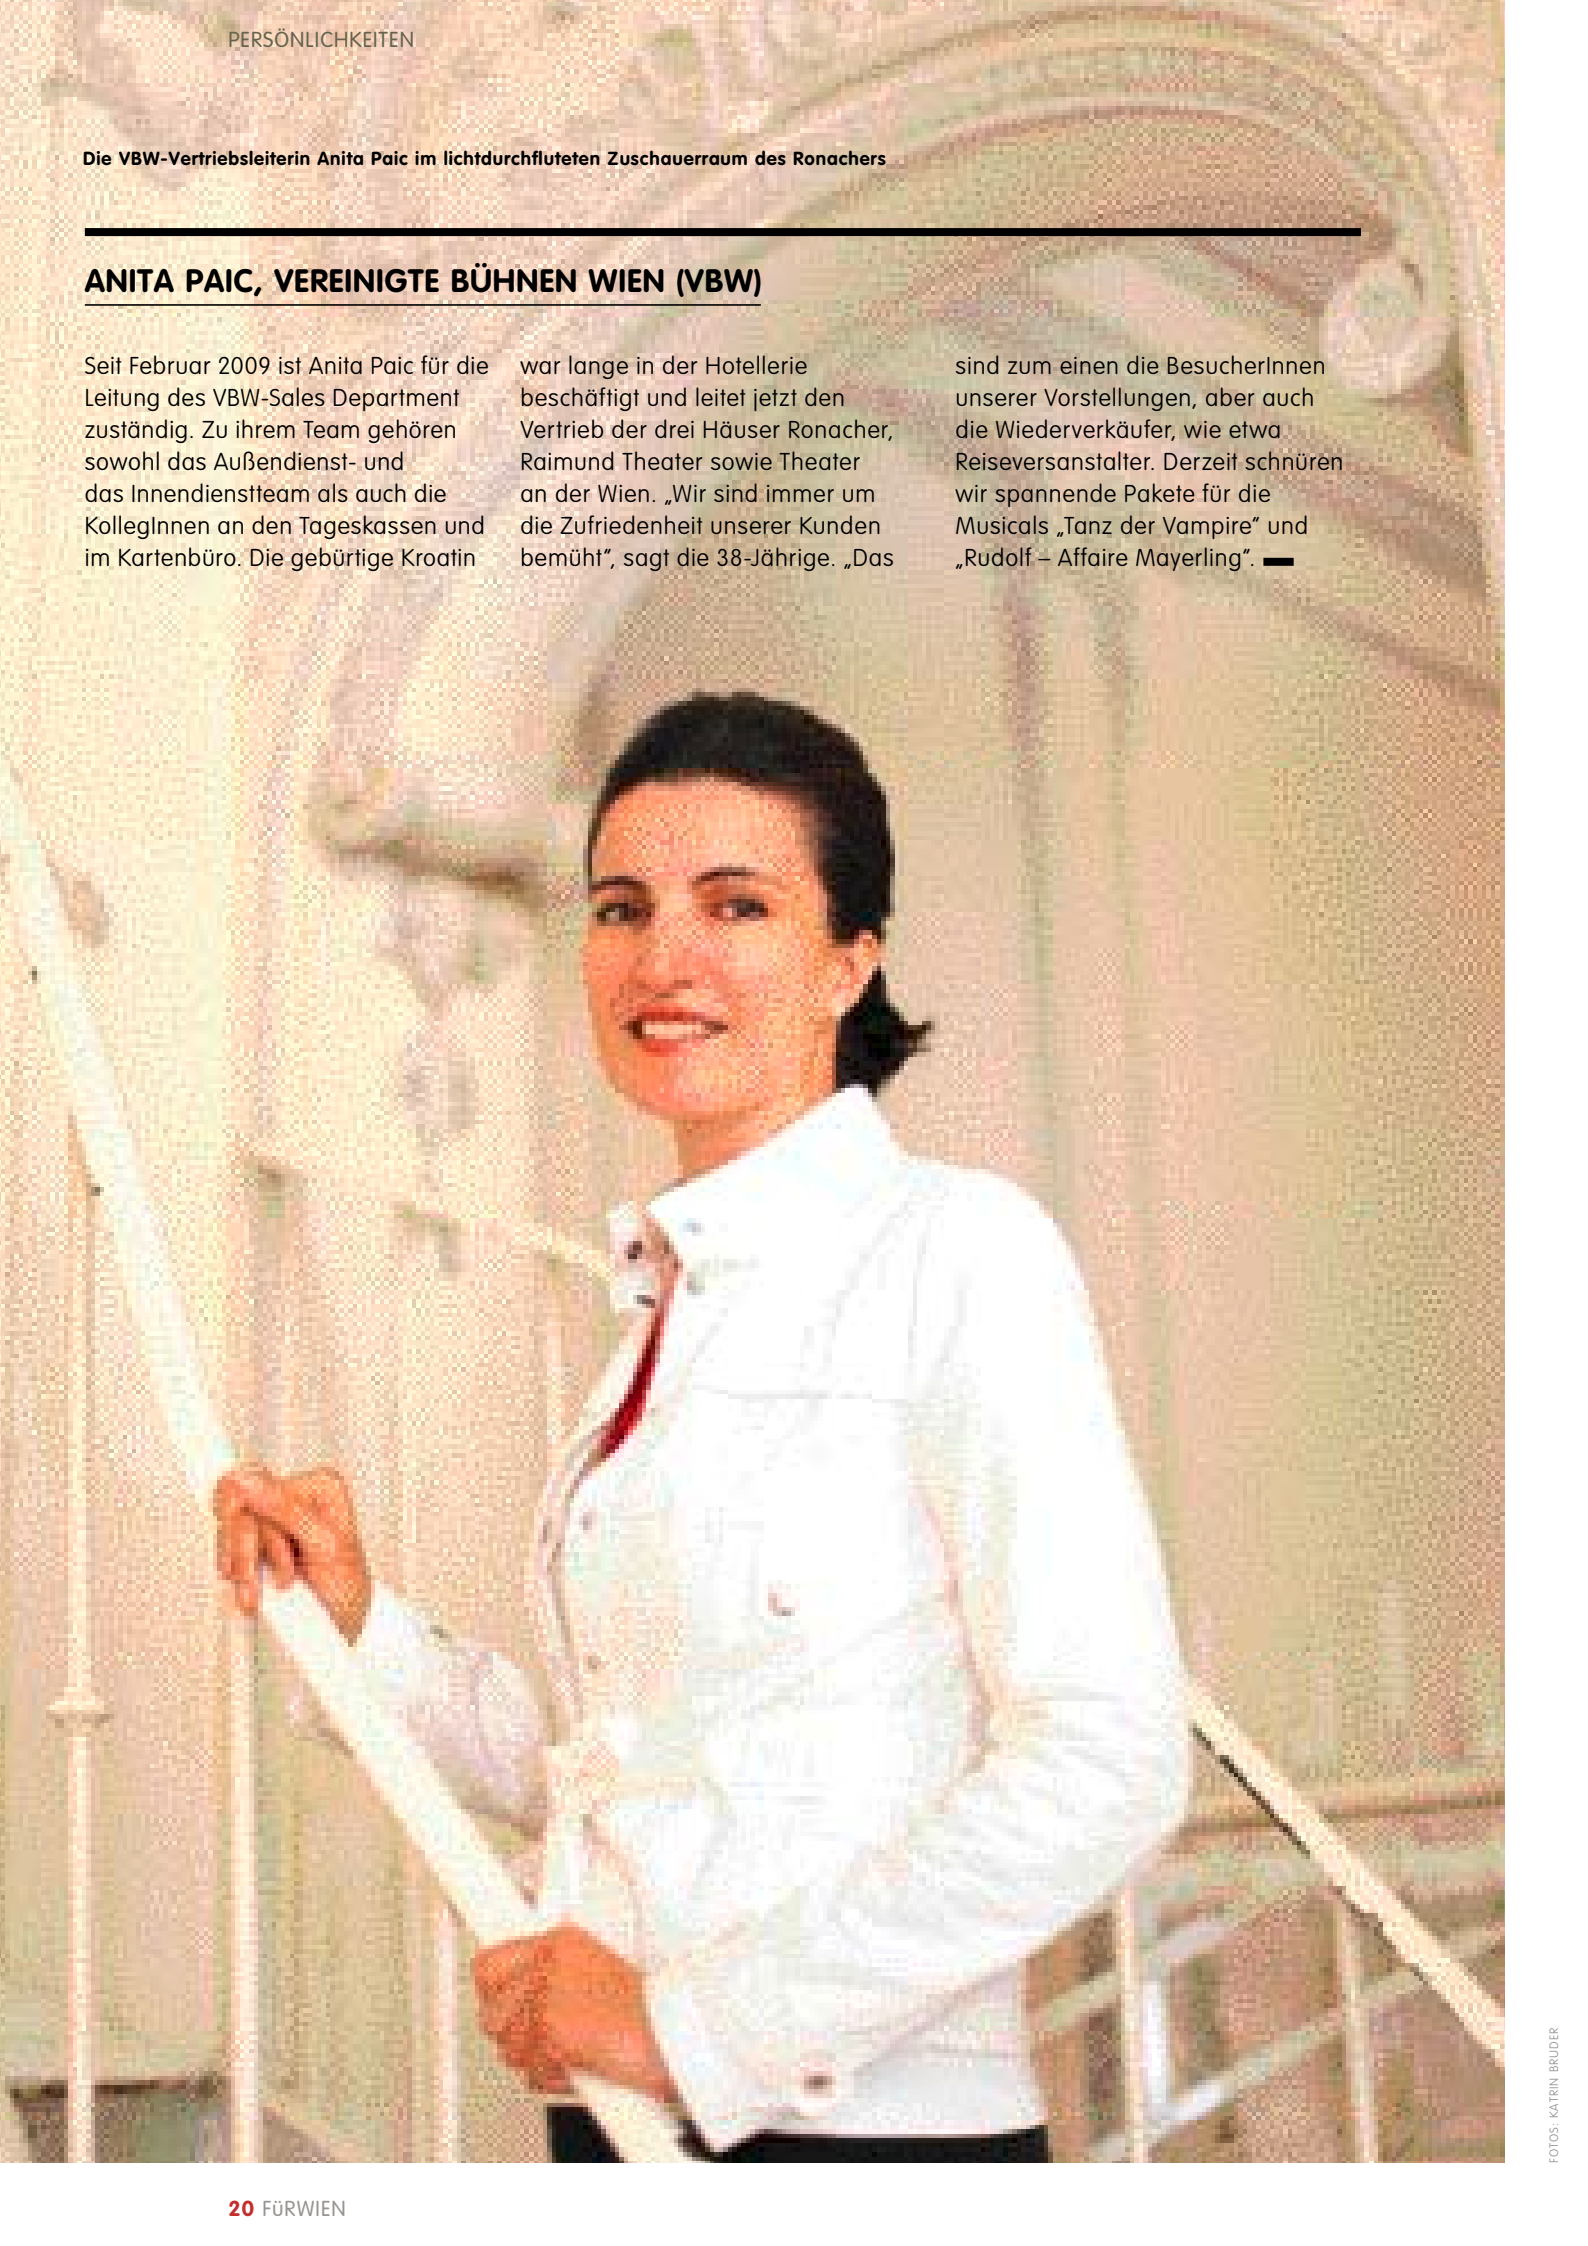 PERSÖNLICHKEITEN
Die VBW-Vertriebsleiterin Anita Paic im lichtdurchfluteten Zuschauerraum des Ronachers
ANITA PAIC, VEREINIGTE BÜHNEN WIEN (VBW)
Seit Februar 2009 ist Anita Paic für die
Leitung des VBW-Sales Department
zuständig. Zu ihrem Team gehören
sowohl das Außendienst- und
das Innendienstteam als auch die
KollegInnen an den Tageskassen und
im Kartenbüro. Die gebürtige Kroatin
war lange in der Hotellerie
beschäftigt und leitet jetzt den
Vertrieb der drei Häuser Ronacher,
Raimund Theater sowie Theater
an der Wien. „Wir sind immer um
die Zufriedenheit unserer Kunden
bemüht“, sagt die 38-Jährige. „Das
sind zum einen die BesucherInnen
unserer Vorstellungen, aber auch
die Wiederverkäufer, wie etwa
Reiseversanstalter. Derzeit schnüren
wir spannende Pakete für die
Musicals „Tanz der Vampire“ und
„Rudolf – Affaire Mayerling“.
FOTOS: KATRIN BRUDER
20 FüRWIEN